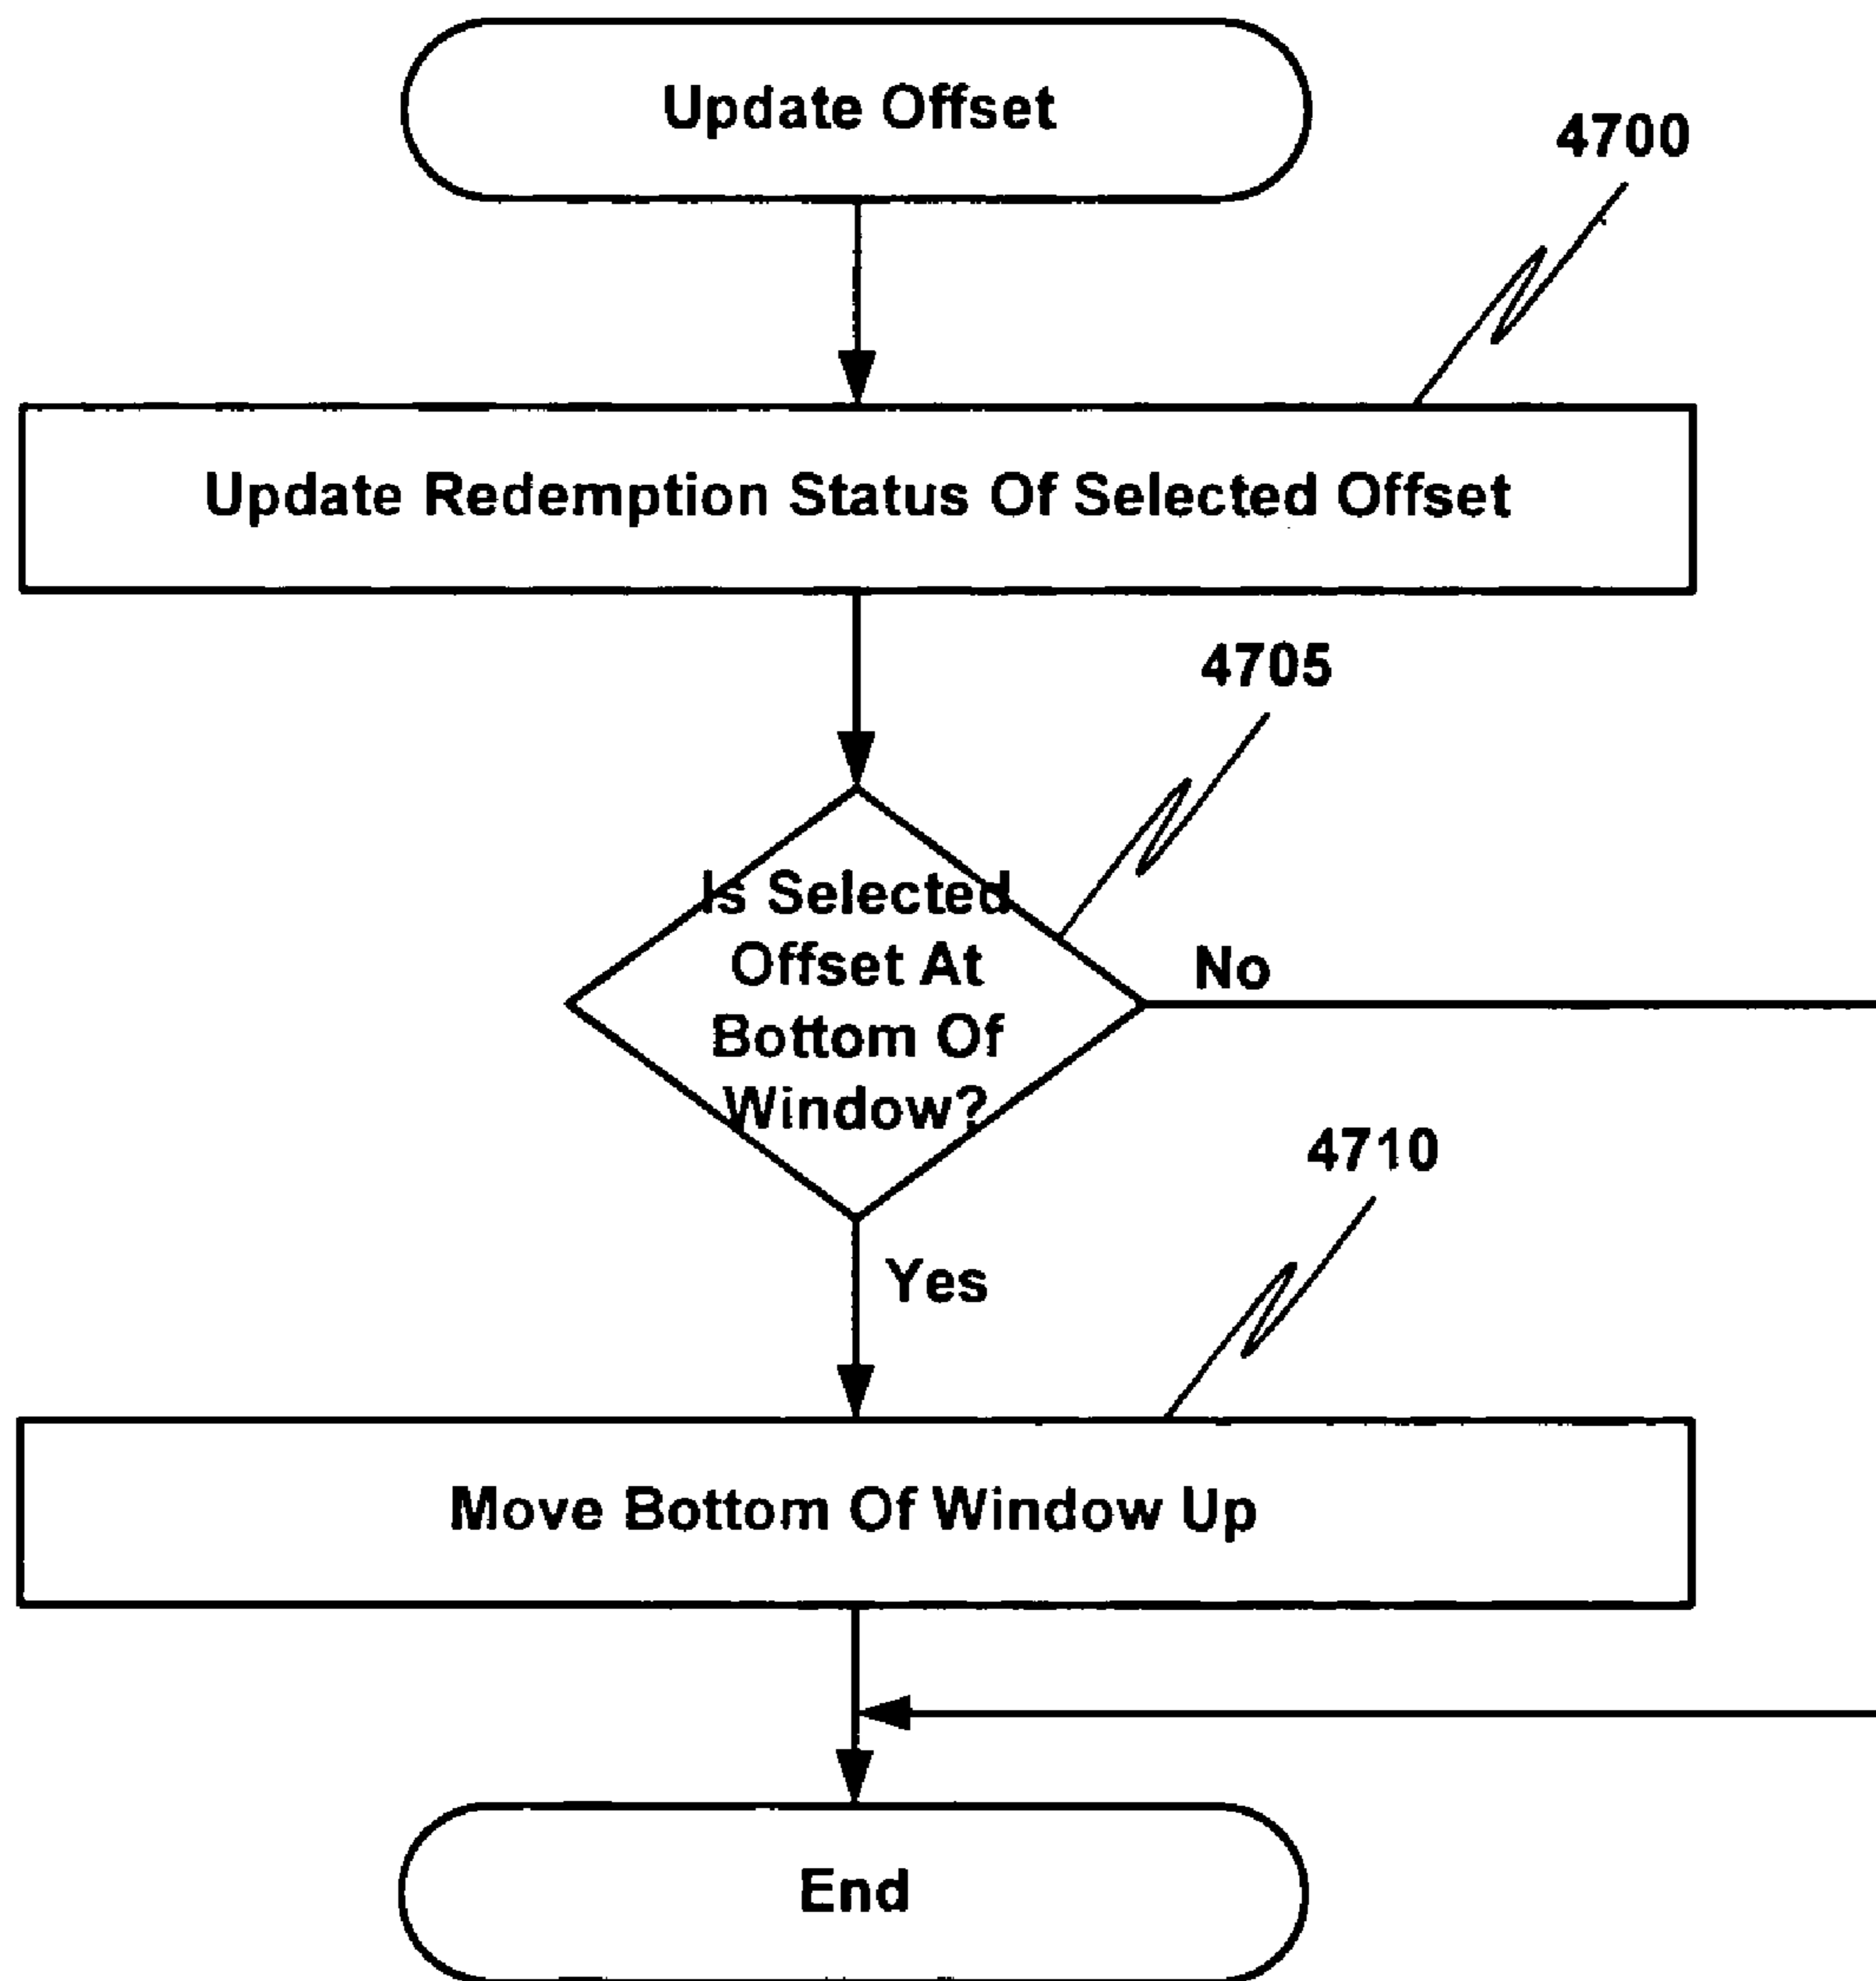 Update Offset
4700
Update Redemption Status Of Selected Offset
4705
Is Selected
Offset At
Bottom Of
Window?
No
4710
Yes
Move Bottom Of Window Up
End